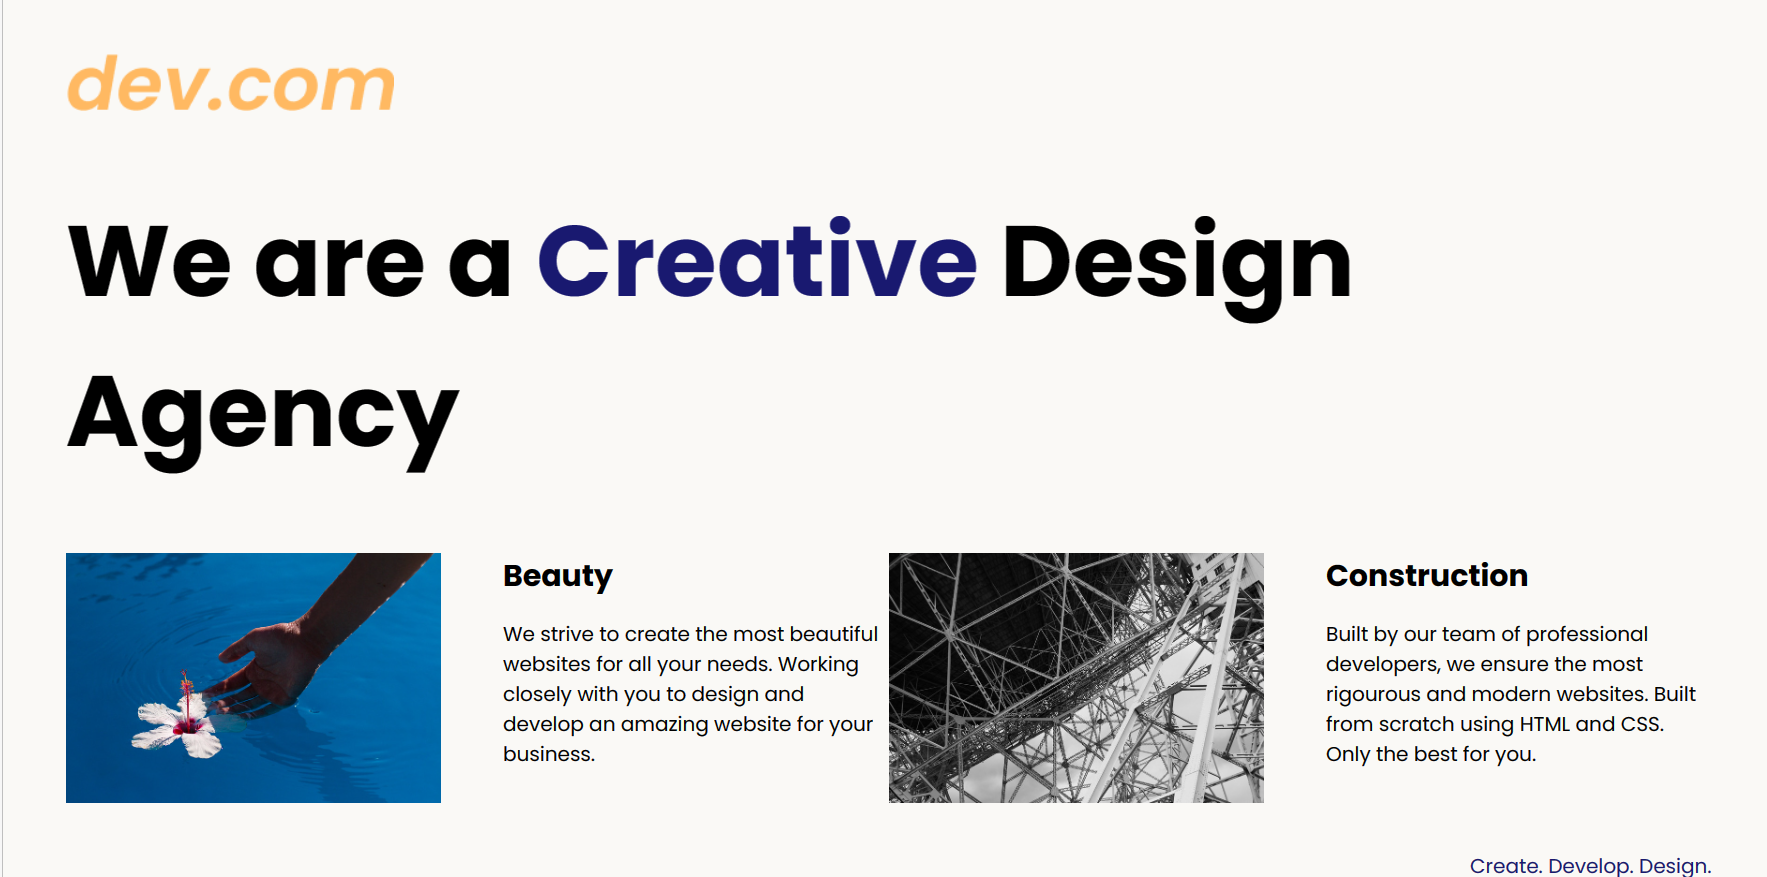 dev.com
We are a Creative Design
Agency
Beauty
We strive to create the most beautiful
websites for all your needs. Working
closely with you to design and
develop an amazing website for your
business.
Construction
Built by our team of professional
developers, we ensure the most
rigourous and modern websites. Built
from scratch using HTML and CSS.
Only the best for you.
Create. Develop. Design.